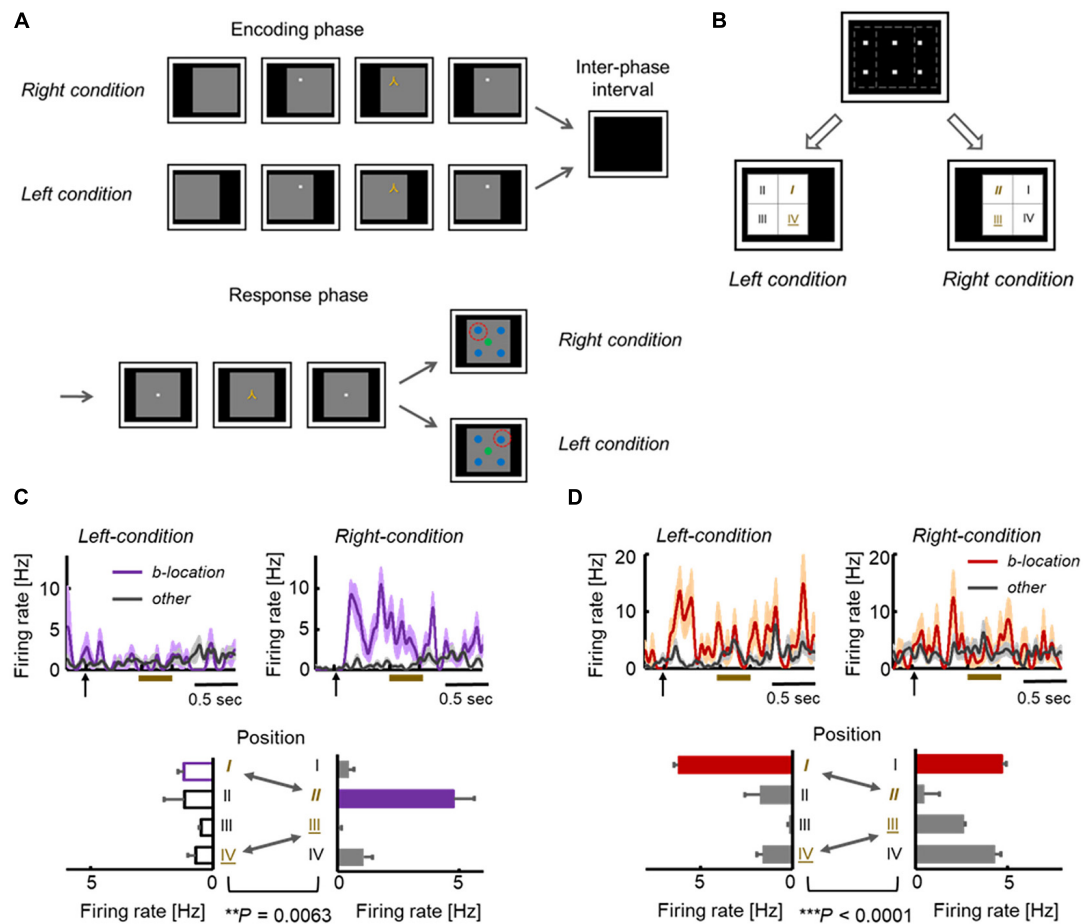 A
Encoding phase
Right condition
Left condition
Inter-phase
interval
Response phase
Right condition
Left condition
B
II I
III IV
II I
III IV
Left condition
Right condition
C
Left-condition
Right-condition
Firing rate [Hz]
10
5
0
b-location
other
0.5 sec
Firing rate [Hz]
10
5
0
0.5 sec
Position
I
II
III
IV
I
II
III
IV
5 0
0 5
Firing rate [Hz]
**P = 0.0063
Firing rate [Hz]
D
Left-condition
Right-condition
Firing rate [Hz]
20
10
0
0.5 sec
Firing rate [Hz]
20
10
0
b-location
other
0.5 sec
Position
I
II
III
IV
I
II
III
IV
5 0
0 5
Firing rate [Hz]
***P < 0.0001
Firing rate [Hz]